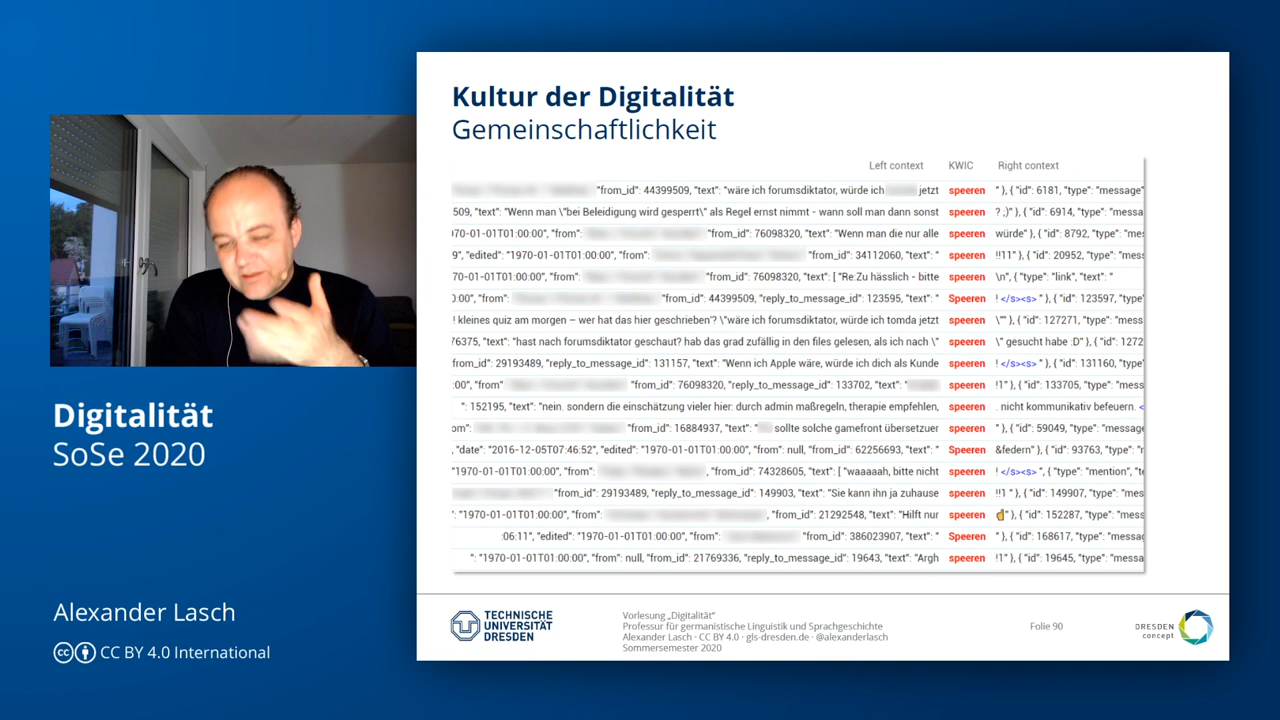 Kultur der Digitalität
Gemeinschaftlichkeit
Left context KWIC Right context
"from_id": 44399509, "text": "wäre ich forumsdiktator, würde ich jetzt speeren " }, { "id": 6181, "type": "message"
509, "text": "Wenn man \"bei Beleidigung wird gesperrt\" als Regel ernst nimmt - wann soll man dann sonst speeren ? ;)" }, { "id": 6914, "type": "messa
70-01-01T01:00:00", "from": "from_id": 76098320, "text": "Wenn man die nur alle speeren würde" }, { "id": 8792, "type": "mes
9", "edited": "1970-01-01T01:00:00", "from": "from_id": 34112060, "text": " speeren !!11" }, { "id": 20952, "type": "mes
70-01-01T01:00:00", "from": "from_id": 76098320, "text": [ "Re:Zu hässlich - bitte speeren \n", { "type": "link", "text": "
0:00", "from": "from_id": 44399509, "reply_to_message_id": 123595, "text": " Speeren ! </s><s> " }, { "id": 123597, "type"
! kleines quiz am morgen – wer hat das hier geschrieben'? \"wäre ich forumsdiktator, würde ich tomda jetzt speeren \"" }, { "id": 127271, "type": "mess
76375, "text": "hast nach forumsdiktator geschaut? hab das grad zufällig in den files gelesen, als ich nach \" speeren \" gesucht habe :D" }, { "id": 1272
from_id": 29193489, "reply_to_message_id": 131157, "text": "Wenn ich Apple wäre, würde ich dich als Kunde speeren ! </s><s> " }, { "id": 131160, "type"
:00", "from" "from_id": 76098320, "reply_to_message_id": 133702, "text": " speeren !1" }, { "id": 133705, "type": "mess
": 152195, "text": "nein. sondern die einschätzung vieler hier: durch admin maßregeln, therapie empfehlen, speeren . nicht kommunikativ befeuern. <
om": "from_id": 16884937, "text": " sollte solche gamefront übersetzuer speeren " }, { "id": 59049, "type": "message
, "date": "2016-12-05T07:46:52", "edited": "1970-01-01T01:00:00", "from": null, "from_id": 62256693, "text": " speeren &federn" }, { "id": 93763, "type": "n
"1970-01-01T01:00:00", "from": , "from_id": 74328605, "text": [ "waaaaah, bitte nicht speeren ! </s><s> ", { "type": "mention", "te
"from_id": 29193489, "reply_to_message_id": 149903, "text": "Sie kann ihn ja zuhause speeren !!1 " }, { "id": 149907, "type": "mes
": "1970-01-01T01:00:00", "from": , "from_id": 21292548, "text": "Hilft nur speeren " }, { "id": 152287, "type": "mess
:06:11", "edited": "1970-01-01T01:00:00", "from": "from_id": 386023907, "text": " Speeren " }, { "id": 168617, "type": "mess
": "1970-01-01T01:00:00", "from": null, "from_id": 21769336, "reply_to_message_id": 19643, "text": "Argh speeren !1" }, { "id": 19645, "type": "messa
Digitalität
SoSe 2020
Alexander Lasch
CC BY 4.0 International
TECHNISCHE
UNIVERSITÄT
DRESDEN
Vorlesung „Digitalität“
Professur für germanistische Linguistik und Sprachgeschichte
Alexander Lasch · CC BY 4.0 · gls-dresden.de · @alexanderlasch
Sommersemester 2020
Folie 90
DRESDEN
concept